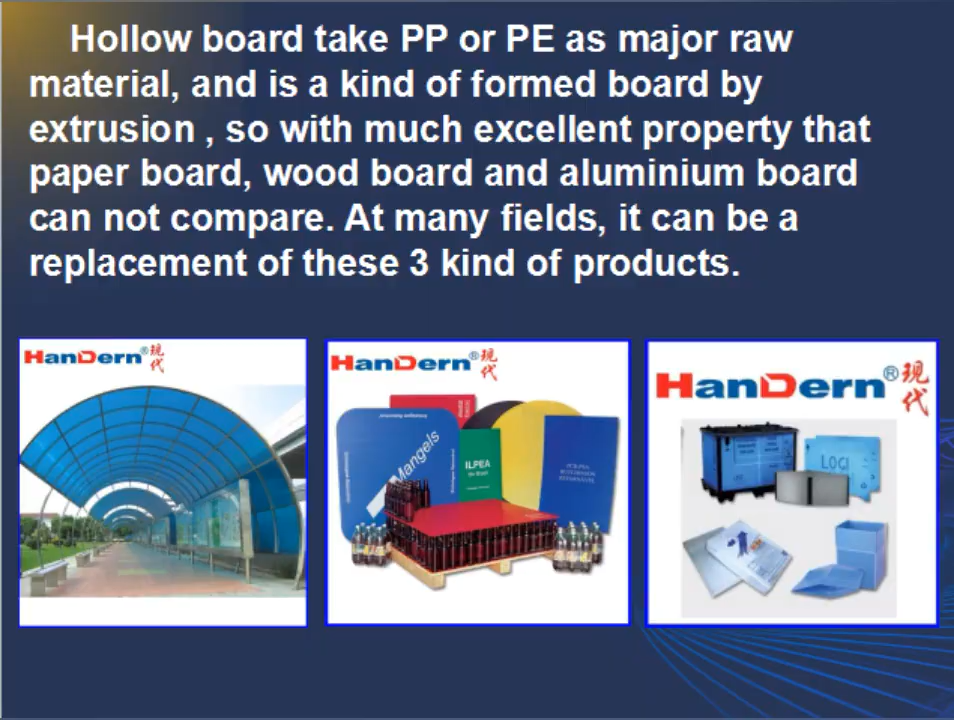 Hollow board take PP or PE as major raw
material, and is a kind of formed board by
extrusion , so with much excellent property that
paper board, wood board and aluminium board
can not compare. At many fields, it can be a
replacement of these 3 kind of products.
HanDern®现代
HanDern®现代
Mangels
ILPEA
HanDern®现代
LOGI